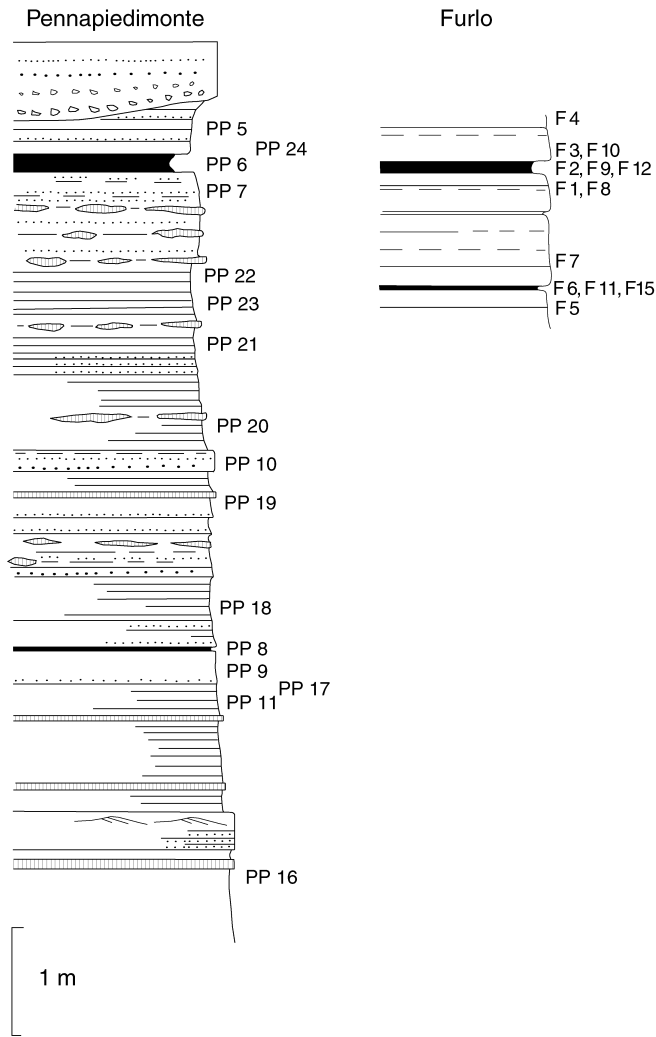 Pennapiedimonte
Furlo
PP 5
PP 24
PP 6
PP 7
PP 22
PP 23
PP 21
PP 20
PP 10
PP 19
PP 18
PP 8
PP 9
PP 17
PP 11
PP 16
1 m
F 4
F 3, F 10
F 2, F 9, F 12
F 1, F 8
F 7
F 6, F 11, F15
F 5